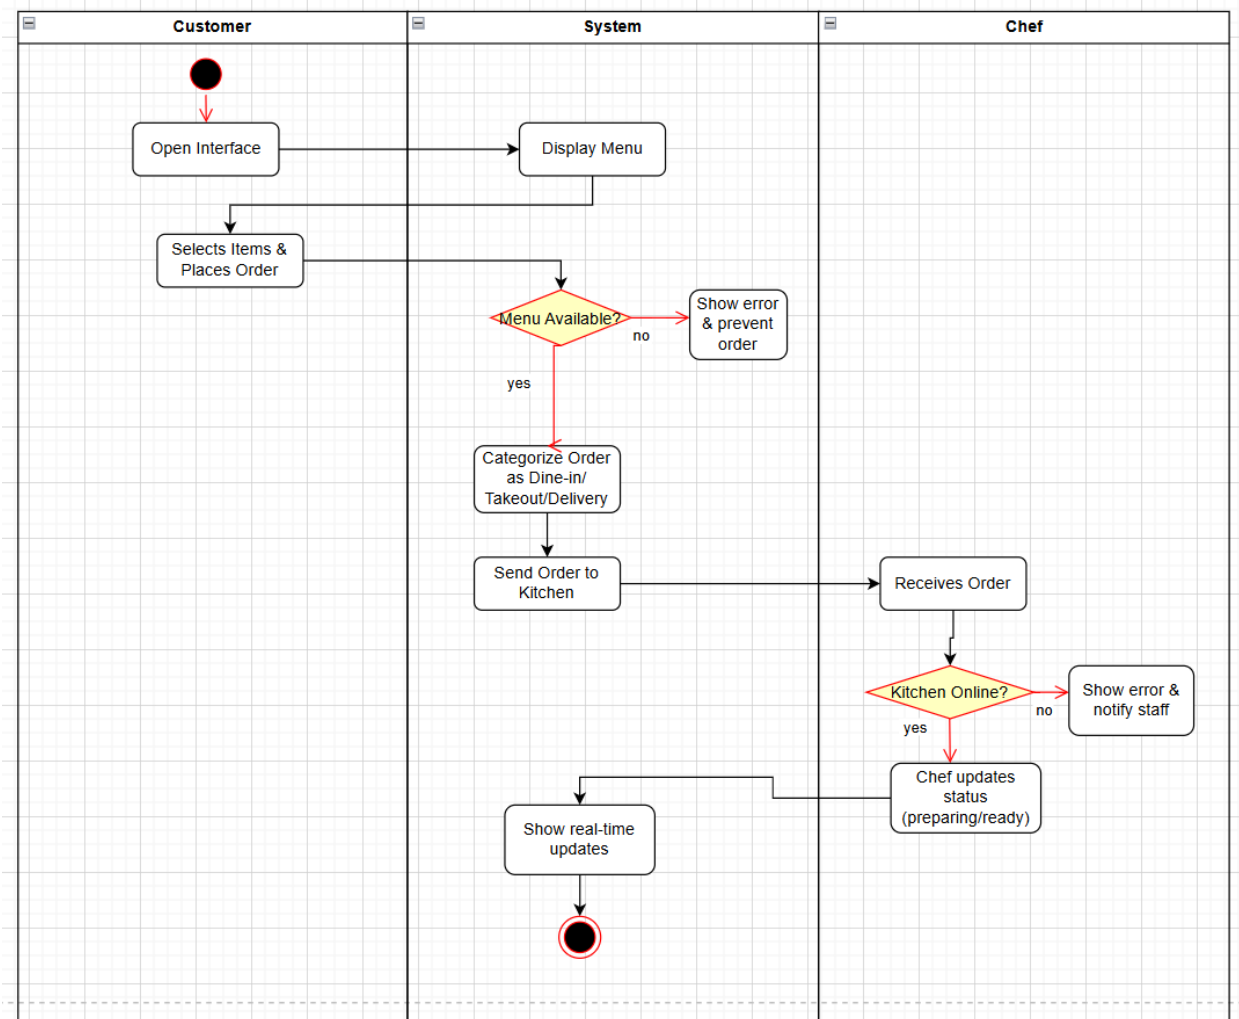 Customer
System
Chef
Open Interface
Display Menu
Selects Items &
Places Order
Menu Available?
no
Show error
& prevent
order
yes
Categorize Order
as Dine-in/
Takeout/Delivery
Send Order to
Kitchen
Receives Order
Kitchen Online?
no
Show error &
notify staff
yes
Chef updates
status
(preparing/ready)
Show real-time
updates